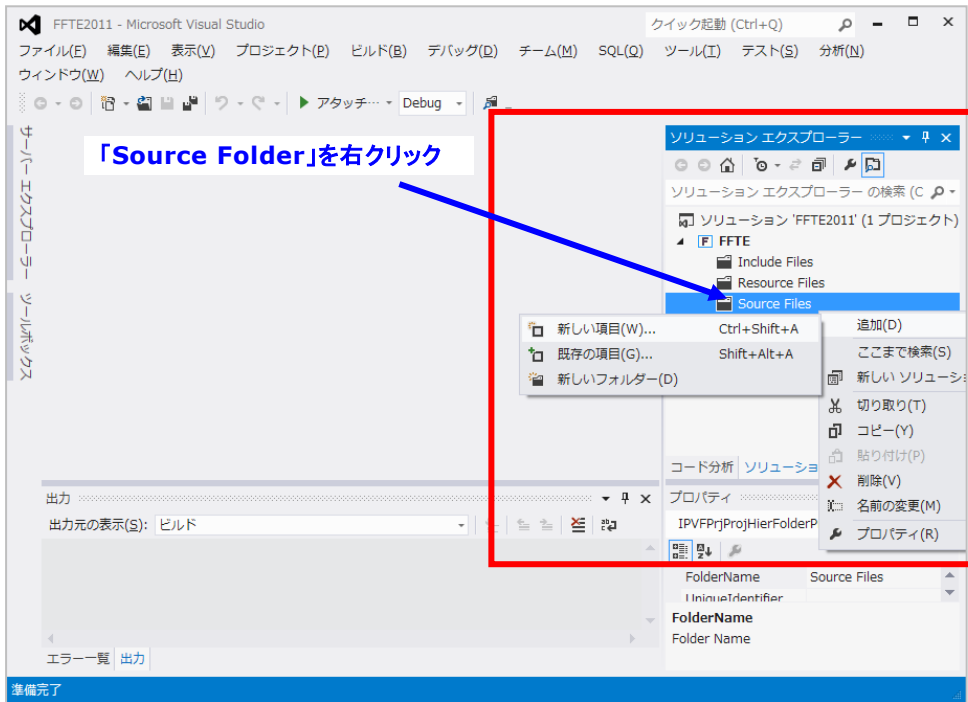 FFTE2011 - Microsoft Visual Studio
クイック起動 (Ctrl+Q)
ファイル(F) 編集(E) 表示(V) プロジェクト(P) ビルド(B) デバッグ(D) チーム(M) SQL(Q) ツール(T) テスト(S) 分析(N)
ウィンドウ(W) ヘルプ(H)
アタッチ… Debug
サーバー エクスプローラー
ツールボックス
「Source Folder」を右クリック
ソリューション エクスプローラー
ソリューション エクスプローラー の検索 (C
ソリューション 'FFTE2011' (1 プロジェクト)
FFTE
Include Files
Resource Files
Source Files
新しい項目(W)... Ctrl+Shift+A
既存の項目(G)... Shift+Alt+A
新しいフォルダー(D)
追加(D)
ここまで検索(S)
新しい ソリューシ
切り取り(T)
コピー(Y)
貼り付け(P)
削除(V)
名前の変更(M)
プロパティ(R)
コード分析 ソリューショ
プロパティ
IPVFPrjProjHierFolderP
FolderName Source Files
UniqueIdentifier
FolderName
Folder Name
出力
出力元の表示(S): ビルド
エラー一覧 出力
準備完了